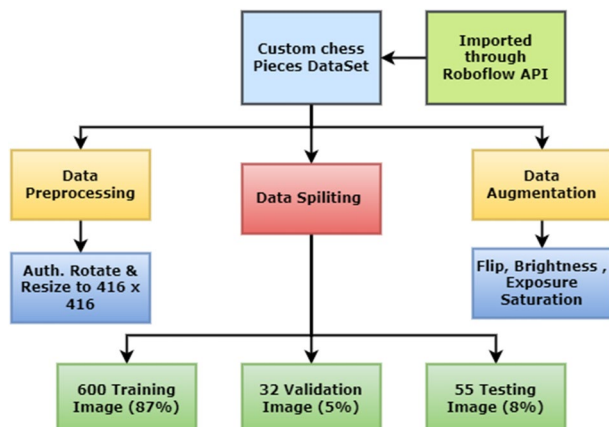 Custom chess
Pieces DataSet
Imported
through
Roboflow API
Data
Preprocessing
Data Spiliting
Data
Augmentation
Auth. Rotate &
Resize to 416 x
416
Flip, Brightness ,
Exposure
Saturation
600 Training
Image (87%)
32 Validation
Image (5%)
55 Testing
Image (8%)